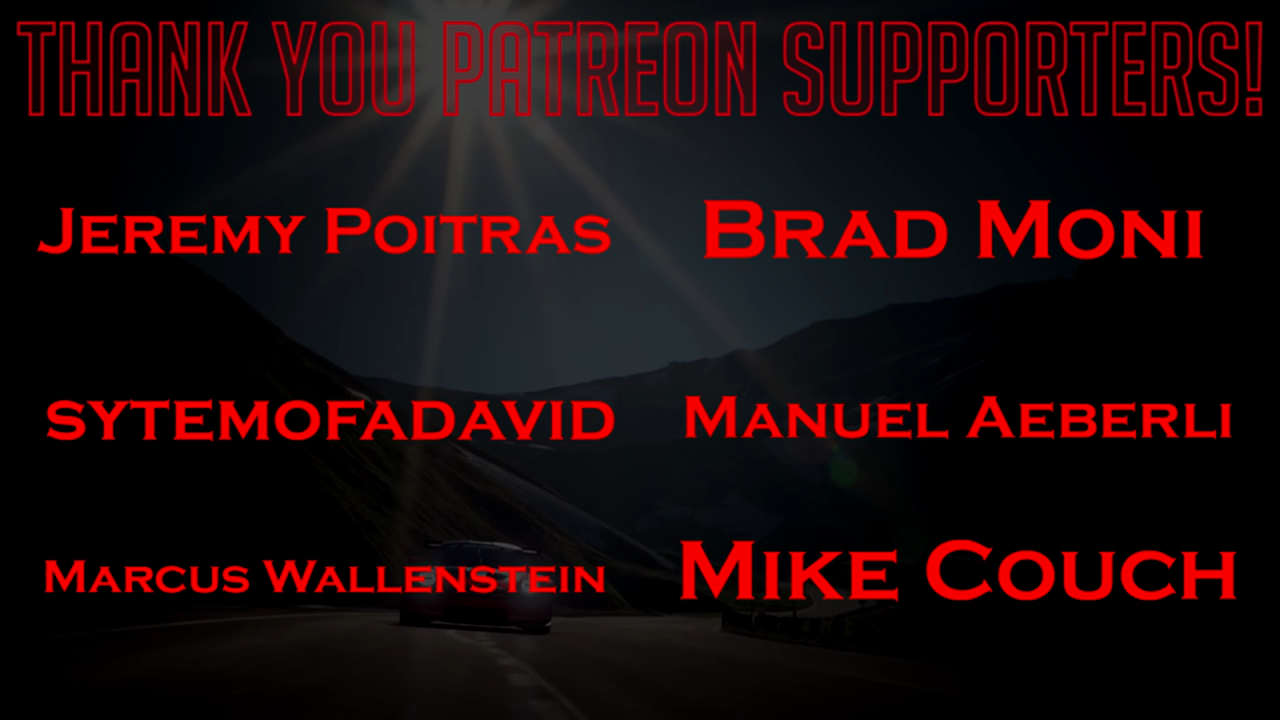 THANK YOU PATREON SUPPORTERS!
JEREMY POITRAS
BRAD MONI
SYTEMOFADAVID
MANUEL AEBERLI
MARCUS WALLENSTEIN
MIKE COUCH